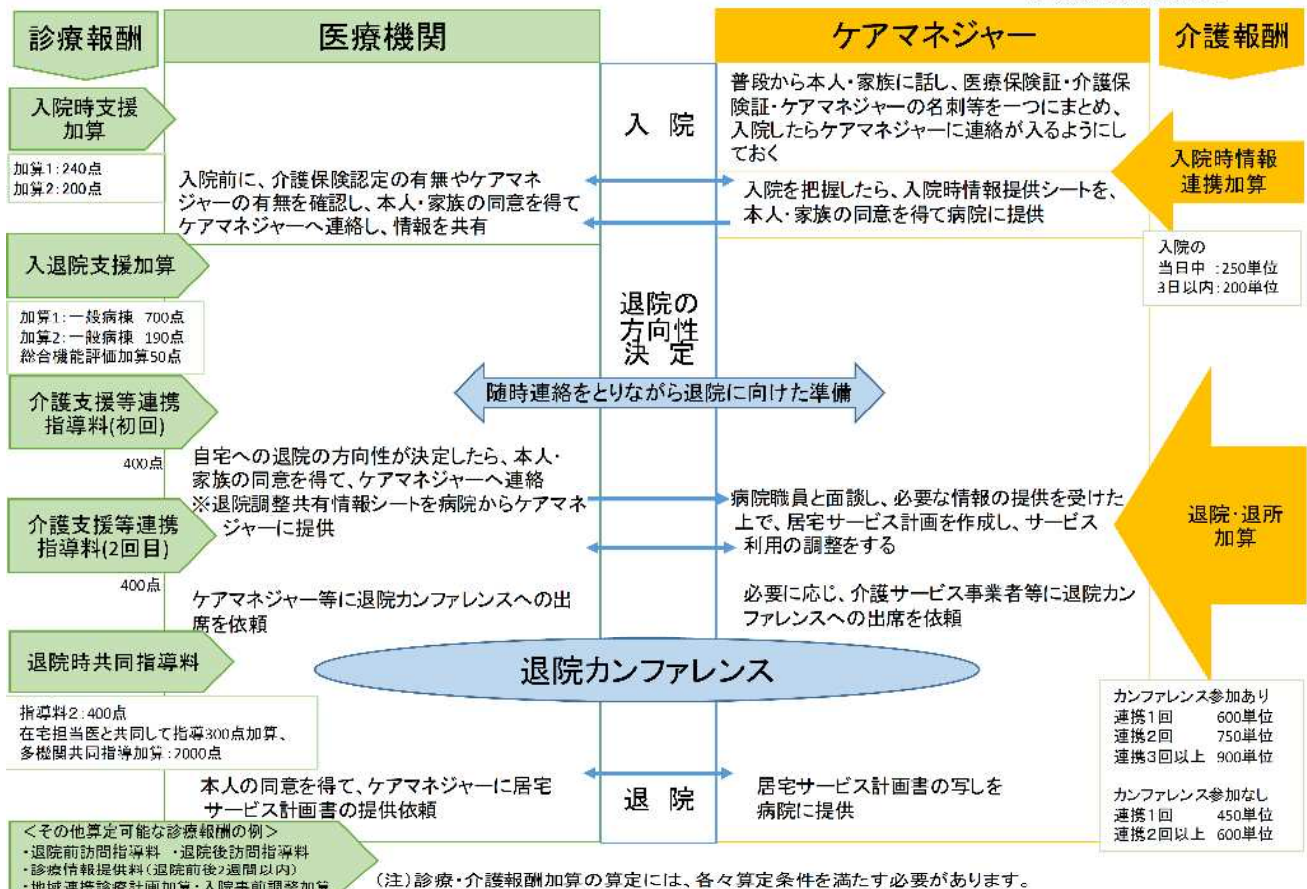 診療報酬
医療機関
ケアマネジャー
介護報酬
入院時支援
加算
加算1:240点
加算2:200点
入院前に、介護保険認定の有無やケアマネ
ジャーの有無を確認し、本人・家族の同意を得て
ケアマネジャーへ連絡し、情報を共有
入 院
普段から本人・家族に話し、医療保険証・介護保
険証・ケアマネジャーの名刺等を一つにまとめ、
入院したらケアマネジャーに連絡が入るようにし
ておく
入院を把握したら、入院時情報提供シートを、
本人・家族の同意を得て病院に提供
入院時情報
連携加算
入院の
当日中 :250単位
3日以内:200単位
入退院支援加算
加算1:一般病棟 700点
加算2:一般病棟 190点
総合機能評価加算50点
退院の
方向性
決 定
随時連絡をとりながら退院に向けた準備
介護支援等連携
指導料(初回)
400点
自宅への退院の方向性が決定したら、本人・
家族の同意を得て、ケアマネジャーへ連絡
※退院調整共有情報シートを病院からケアマネ
ジャーに提供
病院職員と面談し、必要な情報の提供を受けた
上で、居宅サービス計画を作成し、サービス
利用の調整をする
退院・退所
加算
介護支援等連携
指導料(2回目)
400点
ケアマネジャー等に退院カンファレンスへの出
席を依頼
必要に応じ、介護サービス事業者等に退院カン
ファレンスへの出席を依頼
退院カンファレンス
退院時共同指導料
指導料2:400点
在宅担当医と共同して指導300点加算、
多機関共同指導加算:2000点
カンファレンス参加あり
連携1回 600単位
連携2回 750単位
連携3回以上 900単位
カンファレンス参加なし
連携1回 450単位
連携2回以上 600単位
本人の同意を得て、ケアマネジャーに居宅
サービス計画書の提供依頼
退 院
居宅サービス計画書の写しを
病院に提供
＜その他算定可能な診療報酬の例＞
・退院前訪問指導料 ・退院後訪問指導料
・診療情報提供料(退院前後2週間以内)
・地域連携診療計画加算・入院事前調整加算
(注)診療・介護報酬加算の算定には、各々算定条件を満たす必要があります。